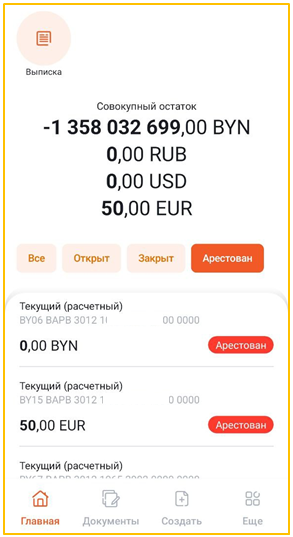 Выписка
Совокупный остаток
-1 358 032 699,00 BYN
0,00 RUB
0,00 USD
50,00 EUR
Все Открыт Закрыт Арестован
Текущий (расчетный)
BY06 BAPB 3012 00 0000
0,00 BYN Арестован
Текущий (расчетный)
BY15 BAPB 3012 1 0 0000
50,00 EUR Арестован
Текущий (расчетный)
Главная Документы Создать Еще